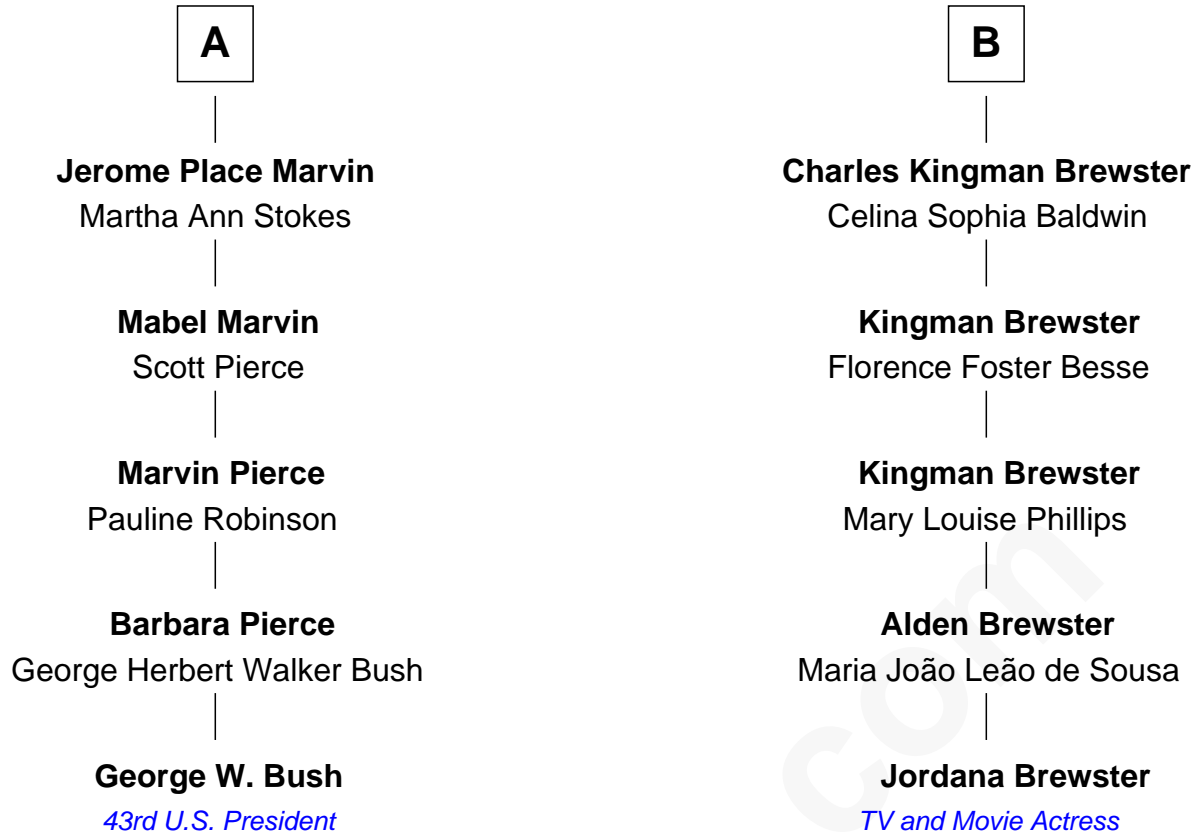 A
Jerome Place Marvin
Martha Ann Stokes
Mabel Marvin
Scott Pierce
Marvin Pierce
Pauline Robinson
Barbara Pierce
George Herbert Walker Bush
George W. Bush
43rd U.S. President
B
Charles Kingman Brewster
Celina Sophia Baldwin
Kingman Brewster
Florence Foster Besse
Kingman Brewster
Mary Louise Phillips
Alden Brewster
Maria João Leão de Sousa
Jordana Brewster
TV and Movie Actress
com